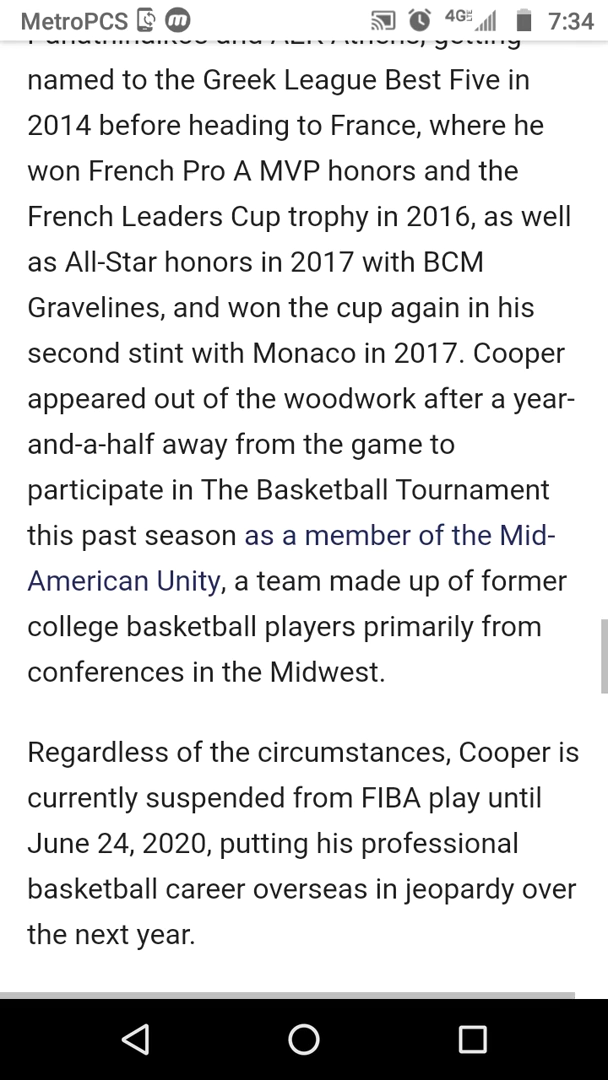 MetroPCS 4G 7:34
named to the Greek League Best Five in
2014 before heading to France, where he
won French Pro A MVP honors and the
French Leaders Cup trophy in 2016, as well
as All-Star honors in 2017 with BCM
Gravelines, and won the cup again in his
second stint with Monaco in 2017. Cooper
appeared out of the woodwork after a year-
and-a-half away from the game to
participate in The Basketball Tournament
this past season as a member of the Mid-
American Unity, a team made up of former
college basketball players primarily from
conferences in the Midwest.
Regardless of the circumstances, Cooper is
currently suspended from FIBA play until
June 24, 2020, putting his professional
basketball career overseas in jeopardy over
the next year.